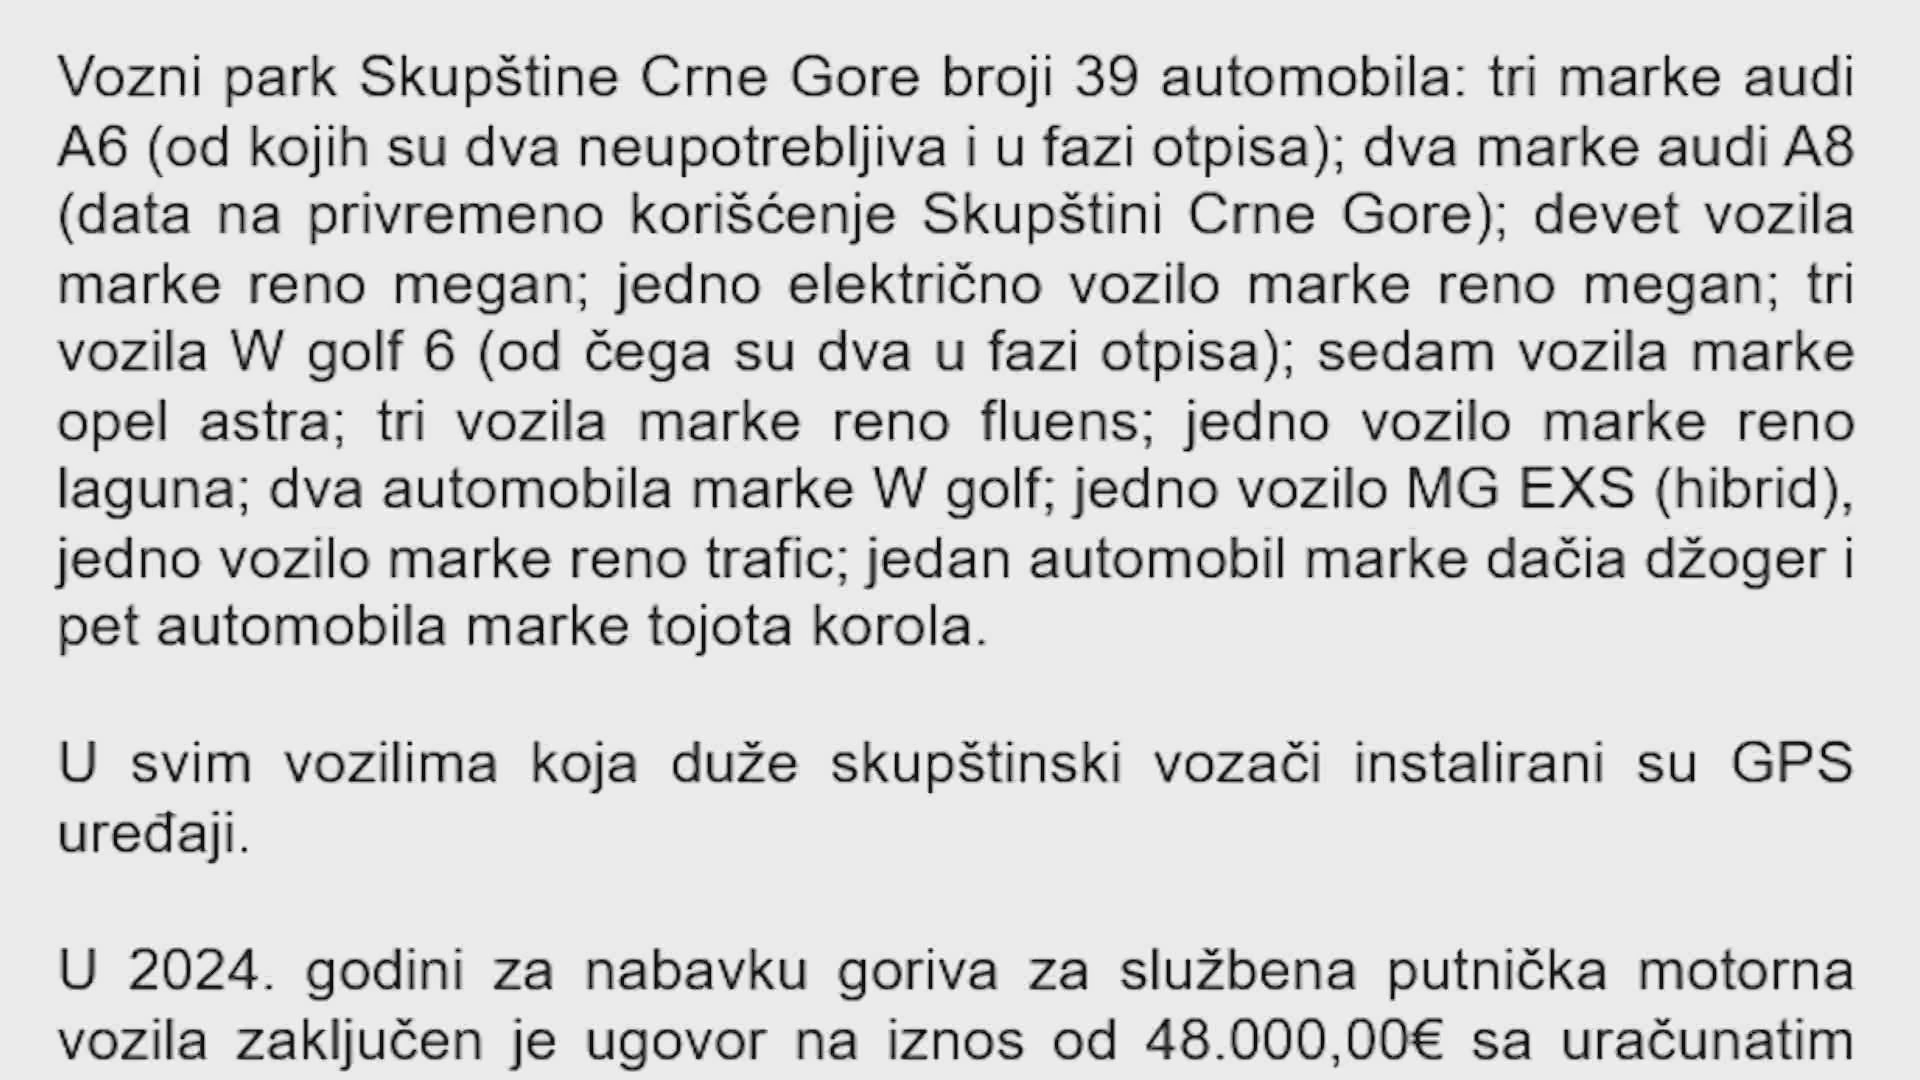 Vozni park Skupštine Crne Gore broji 39 automobila: tri marke audi
A6 (od kojih su dva neupotrebljiva i u fazi otpisa); dva marke audi A8
(data na privremeno korišćenje Skupštini Crne Gore); devet vozila
marke reno megan; jedno električno vozilo marke reno megan; tri
vozila W golf 6 (od čega su dva u fazi otpisa); sedam vozila marke
opel astra; tri vozila marke reno fluens; jedno vozilo marke reno
laguna; dva automobila marke W golf; jedno vozilo MG EXS (hibrid),
jedno vozilo marke reno trafic; jedan automobil marke dačia džoger i
pet automobila marke tojota korola.
U svim vozilima koja duže skupštinski vozači instalirani su GPS
uređaji.
U 2024. godini za nabavku goriva za službena putnička motorna
vozila zaključen je ugovor na iznos od 48.000,00€ sa uračunatim